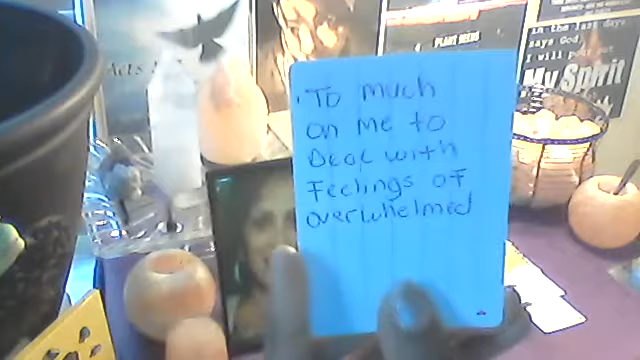 Acts
PLANT SEEDS
in the last days
says God,
I will
My Spirit
To much
on me to
Deal with
Feelings of
overwhelmed